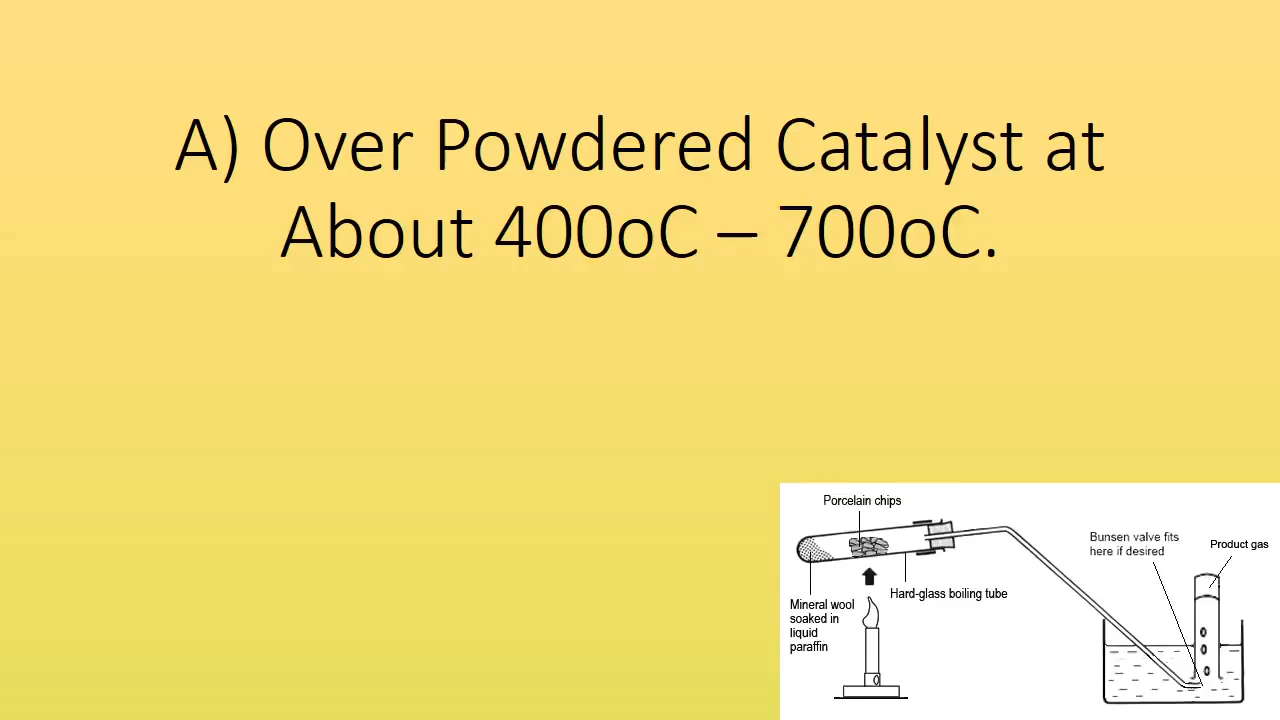 A) Over Powdered Catalyst at
About 400oC – 700oC.
Porcelain chips
Bunsen valve fits
here if desired
Product gas
Mineral wool
soaked in
liquid
paraffin
Hard-glass boiling tube